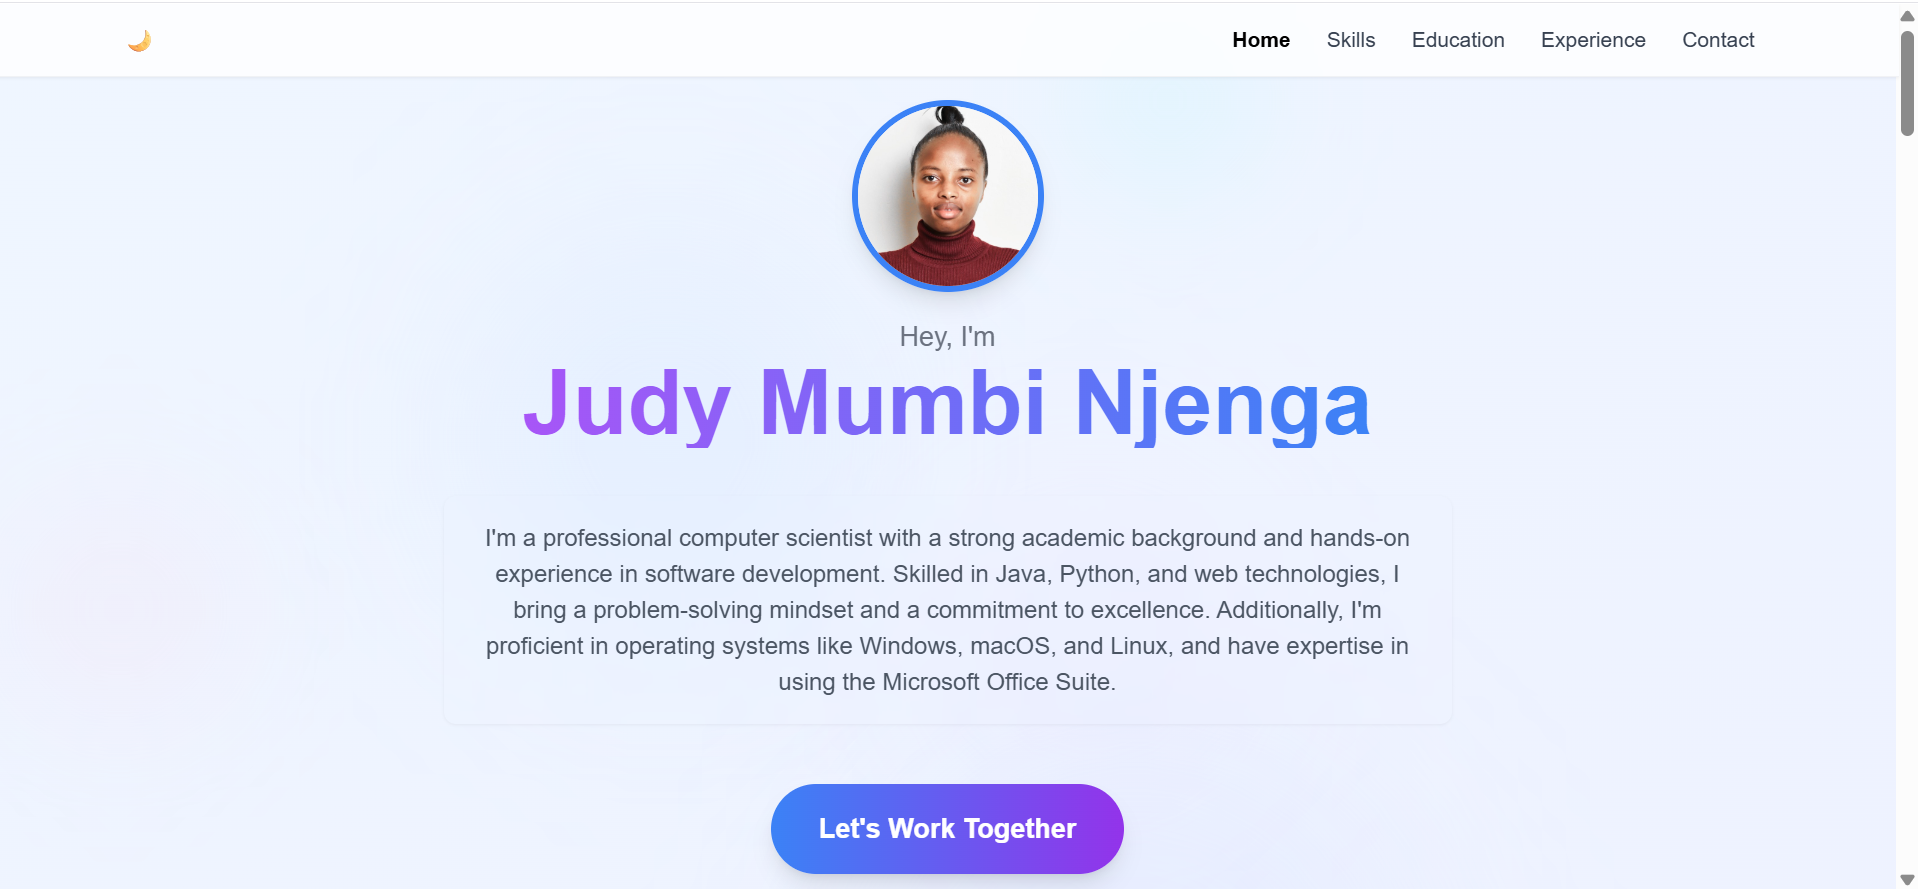 Home Skills Education Experience Contact
Hey, I'm
Judy Mumbi Njenga
I'm a professional computer scientist with a strong academic background and hands-on
experience in software development. Skilled in Java, Python, and web technologies, I
bring a problem-solving mindset and a commitment to excellence. Additionally, I'm
proficient in operating systems like Windows, macOS, and Linux, and have expertise in
using the Microsoft Office Suite.
Let's Work Together